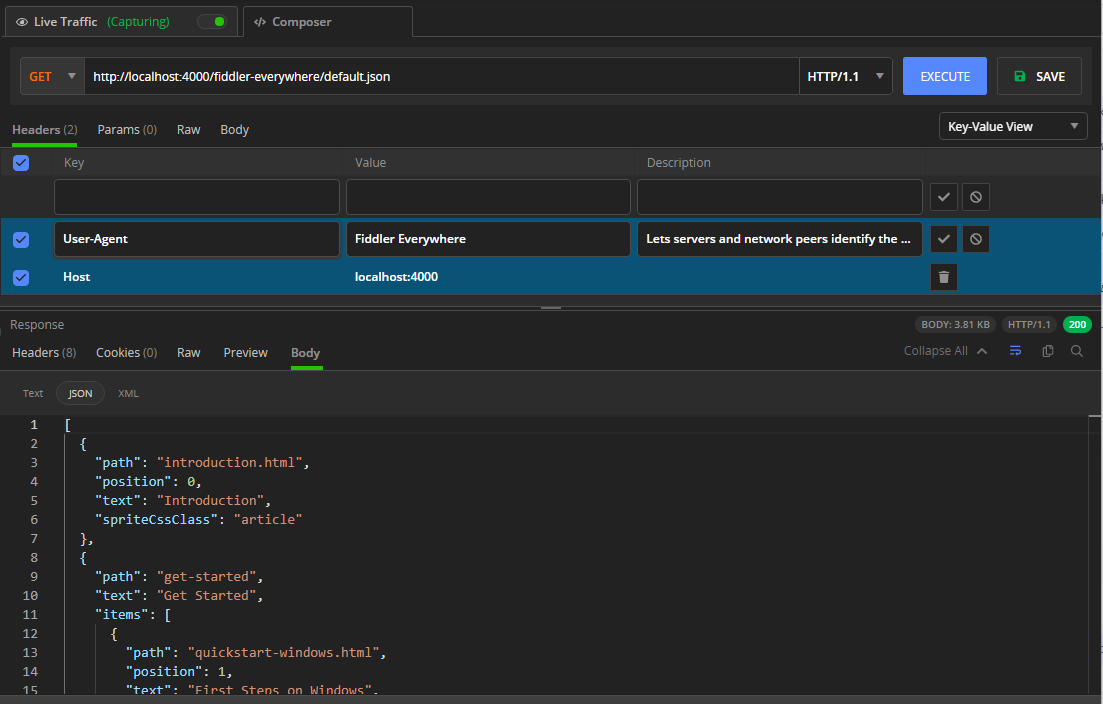 Live Traffic (Capturing) Composer
GET http://localhost:4000/fiddler-everywhere/default.json HTTP/1.1 EXECUTE SAVE
Headers (2) Params (0) Raw Body Key-Value View
Key Value Description
User-Agent Fiddler Everywhere Lets servers and network peers identify the ...
Host localhost:4000
Response BODY: 3.81 KB HTTP/1.1 200
Headers (8) Cookies (0) Raw Preview Body Collapse All
Text JSON XML
1 [
2 {
3 "path": "introduction.html",
4 "position": 0,
5 "text": "Introduction",
6 "spriteCssClass": "article"
7 },
8 {
9 "path": "get-started",
10 "text": "Get Started",
11 "items": [
12 {
13 "path": "quickstart-windows.html",
14 "position": 1,
15 "text": "First Steps on Windows",